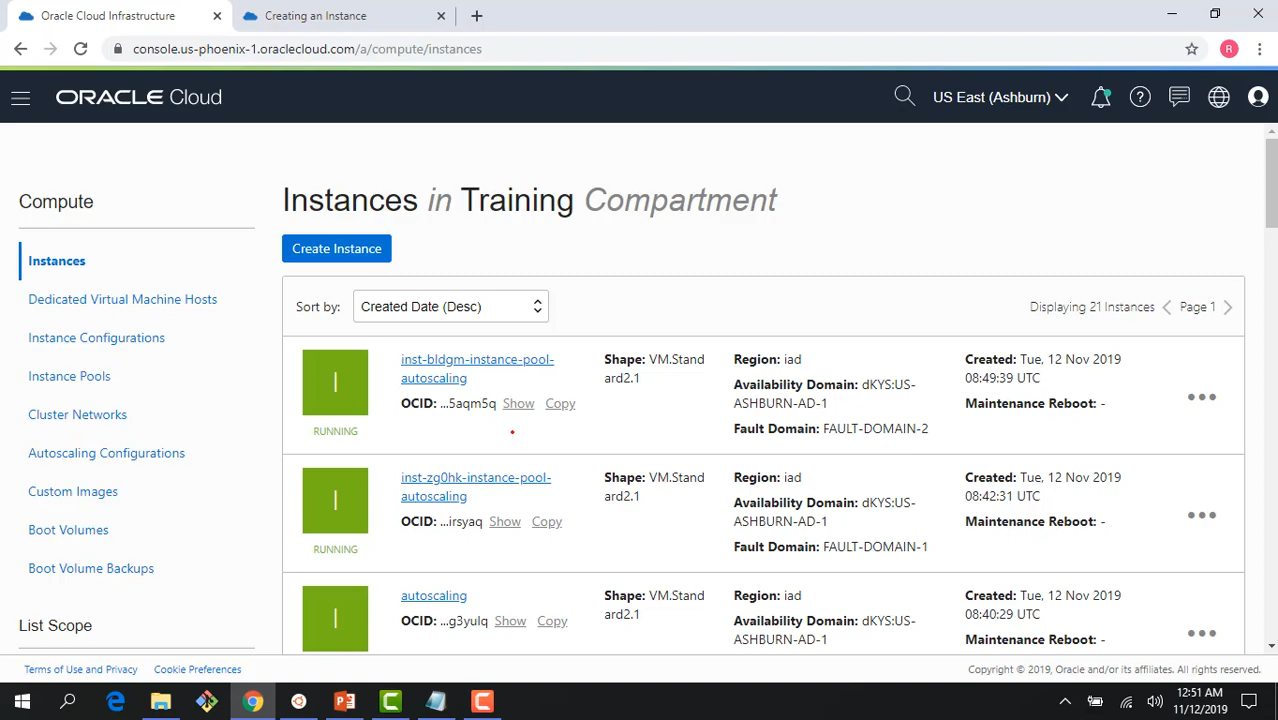 Oracle Cloud Infrastructure
Creating an Instance
console.us-phoenix-1.oraclecloud.com/a/compute/instances
R
ORACLE Cloud
US East (Ashburn)
Compute
Instances
Dedicated Virtual Machine Hosts
Instance Configurations
Instance Pools
Cluster Networks
Autoscaling Configurations
Custom Images
Boot Volumes
Boot Volume Backups
List Scope
Instances in Training Compartment
Create Instance
Sort by: Created Date (Desc)
Displaying 21 Instances
Page 1
I
RUNNING
inst-bldgm-instance-pool-
autoscaling
OCID: ...5aqm5q Show Copy
Shape: VM.Stand
ard2.1
Region: iad
Availability Domain: dKYS:US-
ASHBURN-AD-1
Fault Domain: FAULT-DOMAIN-2
Created: Tue, 12 Nov 2019
08:49:39 UTC
Maintenance Reboot: -
I
RUNNING
inst-zg0hk-instance-pool-
autoscaling
OCID: ...irsyaq Show Copy
Shape: VM.Stand
ard2.1
Region: iad
Availability Domain: dKYS:US-
ASHBURN-AD-1
Fault Domain: FAULT-DOMAIN-1
Created: Tue, 12 Nov 2019
08:42:31 UTC
Maintenance Reboot: -
I
autoscaling
OCID: ...g3yulq Show Copy
Shape: VM.Stand
ard2.1
Region: iad
Availability Domain: dKYS:US-
ASHBURN-AD-1
Created: Tue, 12 Nov 2019
08:40:29 UTC
Maintenance Reboot: -
Terms of Use and Privacy
Cookie Preferences
Copyright © 2019, Oracle and/or its affiliates. All rights reserved.
12:51 AM
11/12/2019